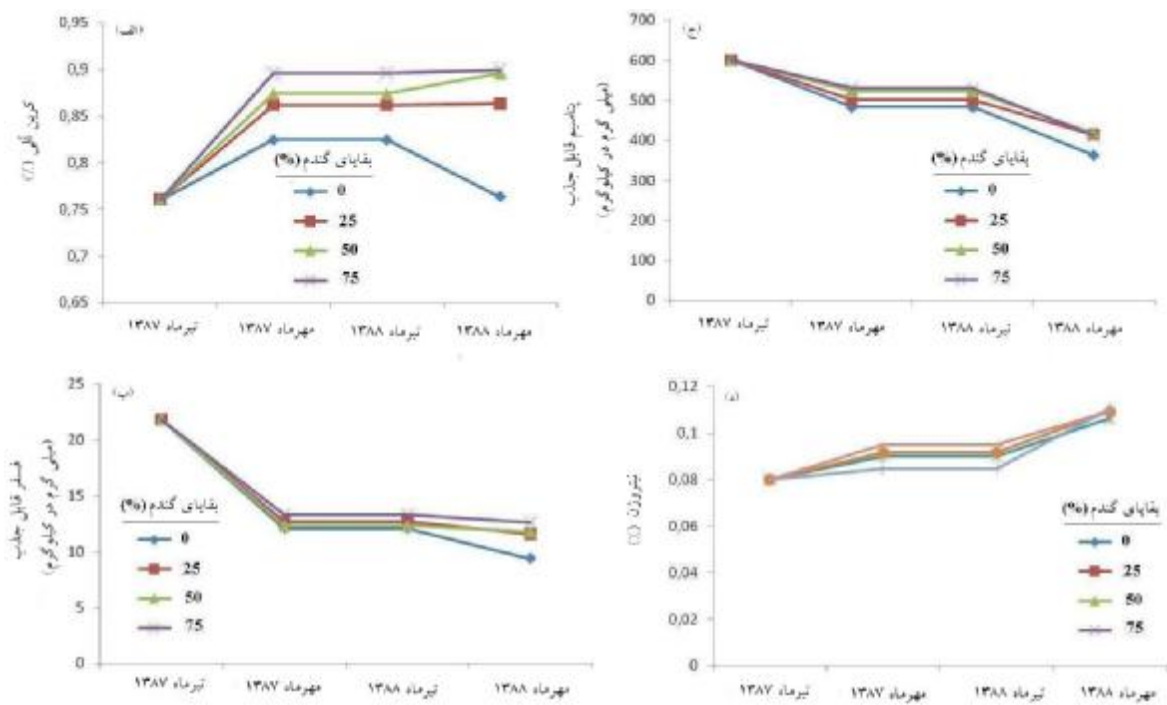 (الف)
کربن آلی (٪)
0,95
0,9
0,85
0,8
0,75
0,7
0,65
بقایای گندم (%)
0
25
50
75
تیرماه ۱۳۸۷
مهرماه ۱۳۸۷
تیرماه ۱۳۸۸
مهرماه ۱۳۸۸
(ج)
پتاسیم قابل جذب
(میلی گرم در کیلوگرم)
700
600
500
400
300
200
100
0
بقایای گندم (%)
0
25
50
75
تیرماه ۱۳۸۷
مهرماه ۱۳۸۷
تیرماه ۱۳۸۸
مهرماه ۱۳۸۸
(ب)
فسفر قابل جذب
(میلی گرم در کیلوگرم)
25
20
15
10
5
0
بقایای گندم (%)
0
25
50
75
تیرماه ۱۳۸۷
مهرماه ۱۳۸۷
تیرماه ۱۳۸۸
مهرماه ۱۳۸۸
(د)
نیتروژن (٪)
0,12
0,1
0,08
0,06
0,04
0,02
0
بقایای گندم (%)
0
25
50
75
تیرماه ۱۳۸۷
مهرماه ۱۳۸۷
تیرماه ۱۳۸۸
مهرماه ۱۳۸۸